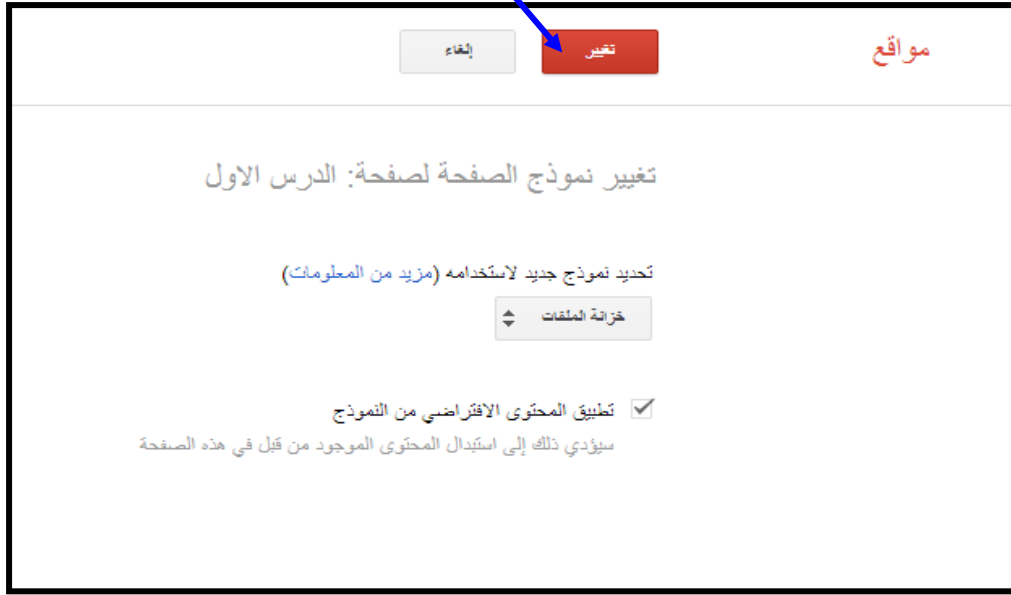 مواقع
تغيير
إلغاء
تغيير نموذج الصفحة لصفحة: الدرس الاول
تحديد نموذج جديد لاستخدامه (مزيد من المعلومات)
خزانة الملفات
تطبيق المحتوى الافتراضي من النموذج
سيؤدي ذلك إلى استبدال المحتوى الموجود من قبل في هذه الصفحة